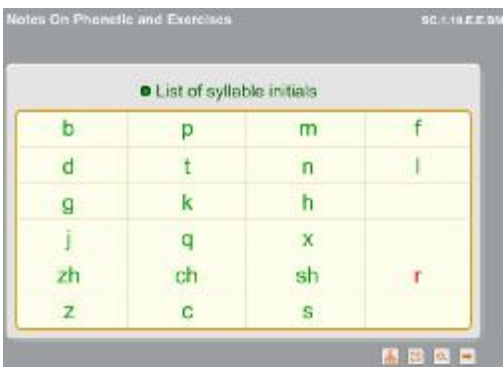 Notes On Phonetic and Exercises
List of syllable initials
b p m f
d t n l
g k h
j q x
zh ch sh r
z c s